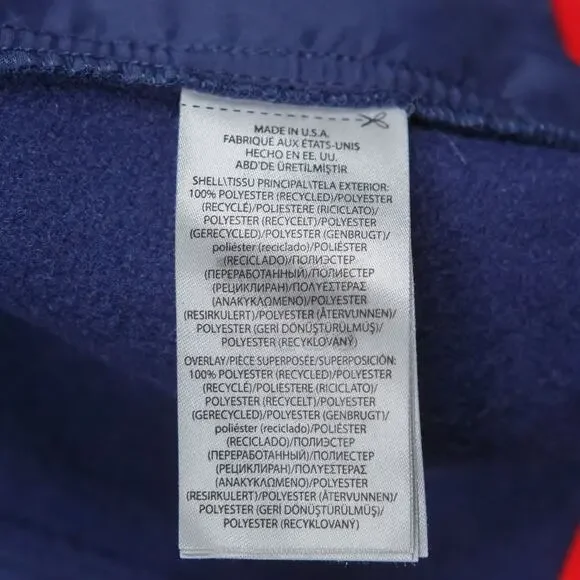 MADE IN U.S.A.
FABRIQUE AUX ÉTATS-UNIS
HECHO EN EE. UU.
ABD'DE ÜRETILMİŞTİR
SHELL\TISSU PRINCIPAL\TELA EXTERIOR:
100% POLYESTER (RECYCLED)/POLYESTER
(RECYCLÉ)/POLIESTERE (RICICLATO)/
POLYESTER (RECYCELT)/POLYESTER
(GERECYCLED)/POLYESTER (GENBRUGT)/
poliéster (reciclado)/POLIÉSTER
(RECICLADO)/ПОЛИЭСТЕР
(ПЕРЕРАБОТАННЫЙ)/ПОЛИЕСТЕР
(РЕЦИКЛИРАН)/ΠΟΛΥΕΣΤΕΡΑΣ
(ΑΝΑΚΥΚΛΩΜΕΝΟ)/POLYESTER
(RESIRKULERT)/POLYESTER (ÅTERVUNNEN)/
POLYESTER (GERİ DÖNÜŞTÜRÜLMÜŞ)/
POLYESTER (RECYKLOVANÝ)
OVERLAY/PIÈCE SUPERPOSÉE/SUPERPOSICIÓN:
100% POLYESTER (RECYCLED)/POLYESTER
(RECYCLÉ)/POLIESTERE (RICICLATO)/
POLYESTER (RECYCELT)/POLYESTER
(GERECYCLED)/POLYESTER (GENBRUGT)/
poliéster (reciclado)/POLIÉSTER
(RECICLADO)/ПОЛИЭСТЕР
(ПЕРЕРАБОТАННЫЙ)/ПОЛИЕСТЕР
(РЕЦИКЛИРАН)/ΠΟΛΥΕΣΤΕΡΑΣ
(ΑΝΑΚΥΚΛΩΜΕΝΟ)/POLYESTER
(RESIRKULERT)/POLYESTER (ÅTERVUNNEN)/
POLYESTER (GERİ DÖNÜŞTÜRÜLMÜŞ)/
POLYESTER (RECYKLOVANÝ)